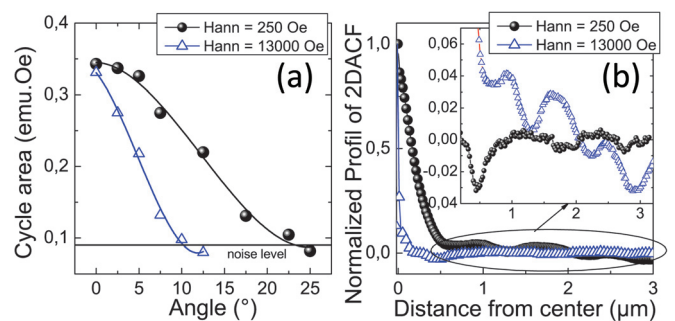 Hann = 250 Oe
Hann = 13000 Oe
(a)
Cycle area (emu.Oe)
0,4
0,3
0,2
0,1
noise level
0 5 10 15 20 25
Angle (°)
Hann = 250 Oe
Hann = 13000 Oe
(b)
Normalized Profil of 2DACF
1,0
0,5
0,0
0,06
0,04
0,02
0,00
-0,02
-0,04
1 2 3
0 1 2 3
Distance from center (µm)